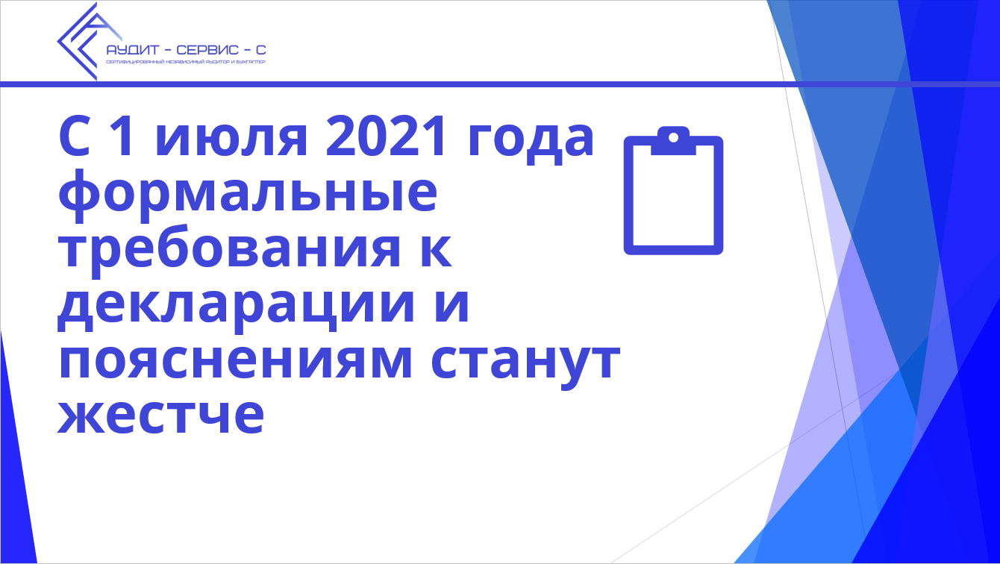 АУДИТ - СЕРВИС - С
СЕРТИФИЦИРОВАННЫЙ НЕЗАВИСИМЫЙ АУДИТОР И БУХГАЛТЕР
С 1 июля 2021 года
формальные
требования к
декларации и
пояснениям станут
жестче